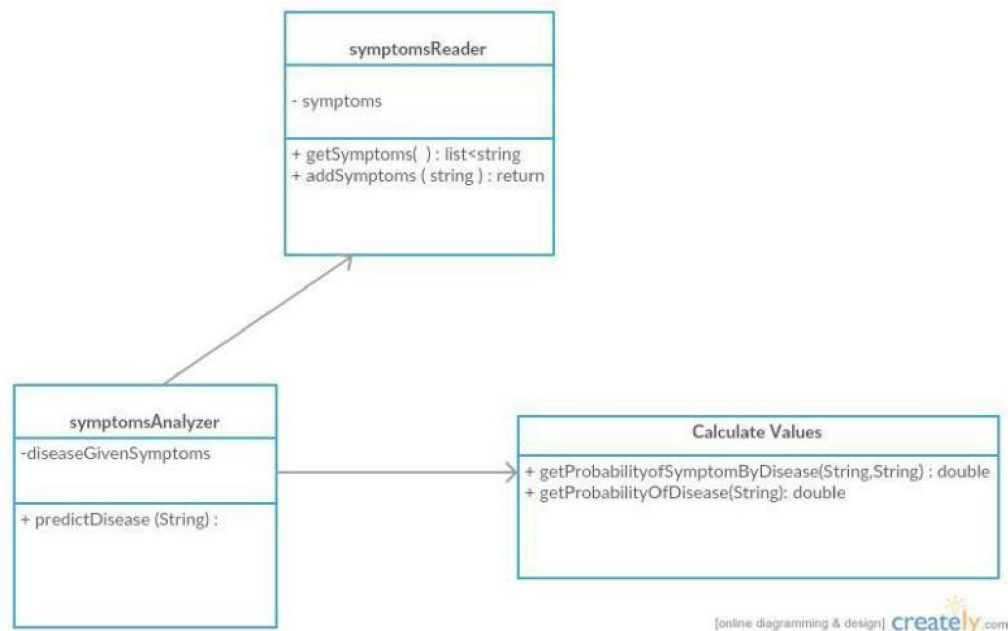 symptomsReader
- symptoms
+ getSymptoms( ) : list<string
+ addSymptoms ( string ) : return
symptomsAnalyzer
-diseaseGivenSymptoms
+ predictDisease (String) :
Calculate Values
+ getProbabilityofSymptomByDisease(String,String) : double
+ getProbabilityOfDisease(String): double
[online diagramming & design] creately.com